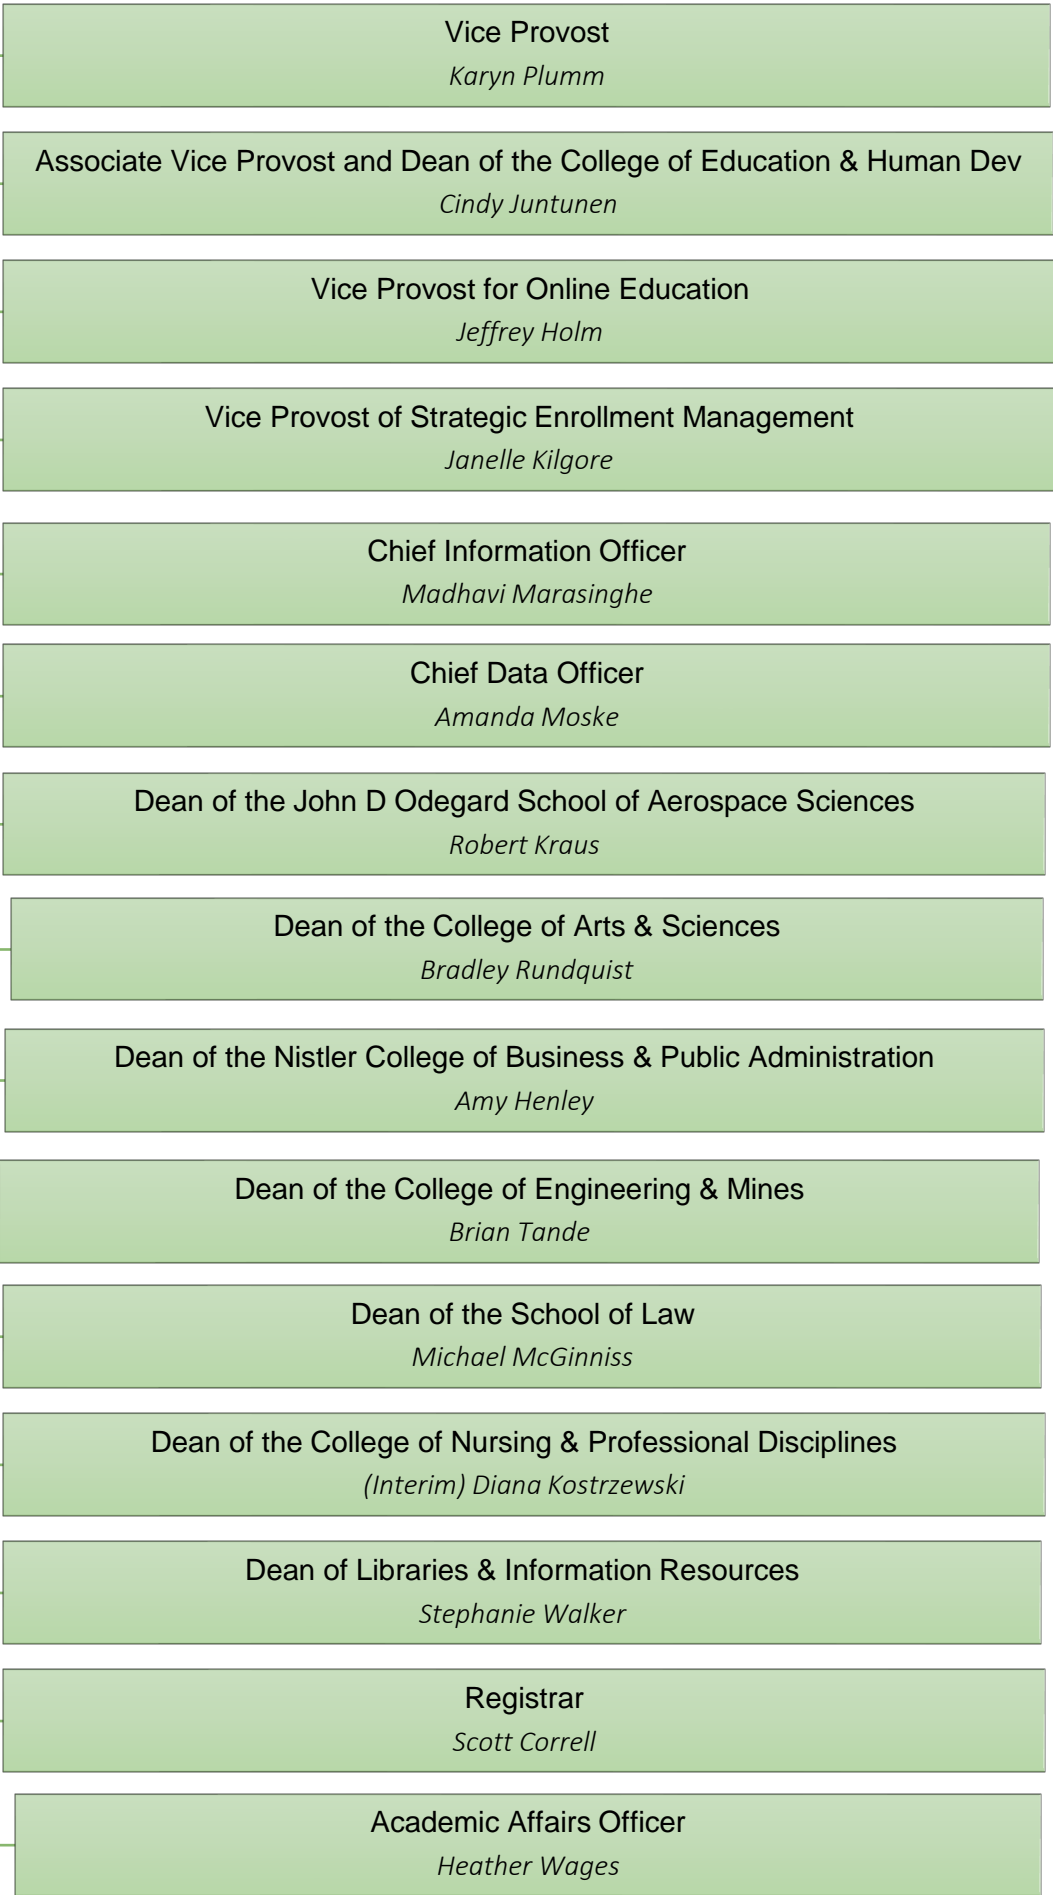 Vice Provost
Karyn Plumm
Associate Vice Provost and Dean of the College of Education & Human Dev
Cindy Juntunen
Vice Provost for Online Education
Jeffrey Holm
Vice Provost of Strategic Enrollment Management
Janelle Kilgore
Chief Information Officer
Madhavi Marasinghe
Chief Data Officer
Amanda Moske
Dean of the John D Odegard School of Aerospace Sciences
Robert Kraus
Dean of the College of Arts & Sciences
Bradley Rundquist
Dean of the Nistler College of Business & Public Administration
Amy Henley
Dean of the College of Engineering & Mines
Brian Tande
Dean of the School of Law
Michael McGinniss
Dean of the College of Nursing & Professional Disciplines
(Interim) Diana Kostrzewski
Dean of Libraries & Information Resources
Stephanie Walker
Registrar
Scott Correll
Academic Affairs Officer
Heather Wages